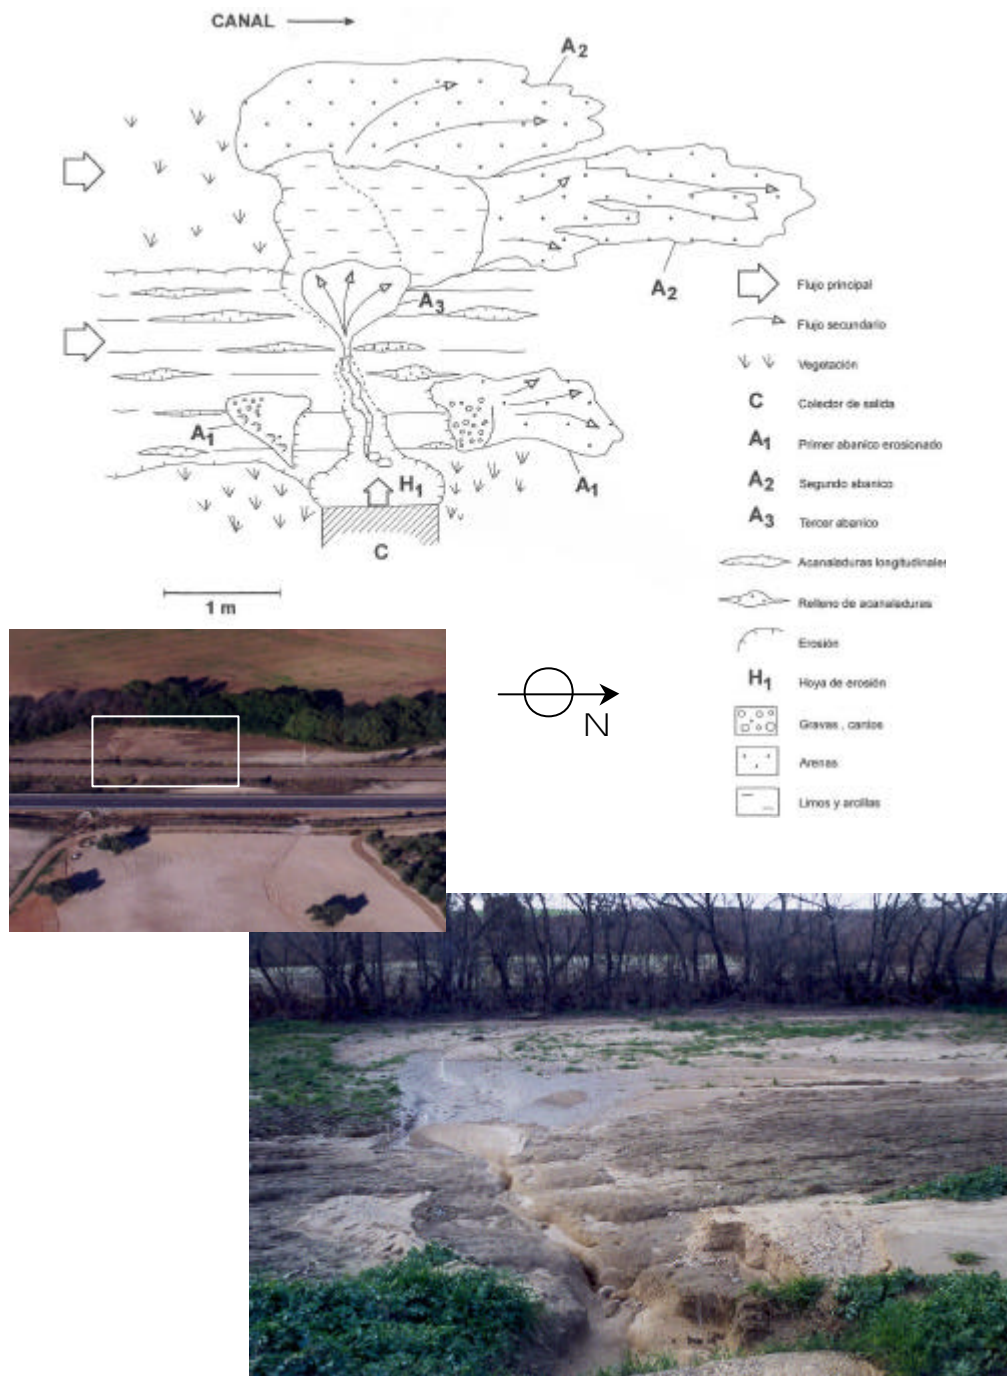 CANAL
A2
A2
A3
A1
A1
H1
C
1 m
Flujo principal
Flujo secundario
Vegetación
C Colector de salida
A1 Primer abanico erosionado
A2 Segundo abanico
A3 Tercer abanico
Acanaladuras longitudinales
Relleno de acanaladuras
Erosión
H1 Hoya de erosión
Gravas , cantos
Arenas
Limos y arcillas
N